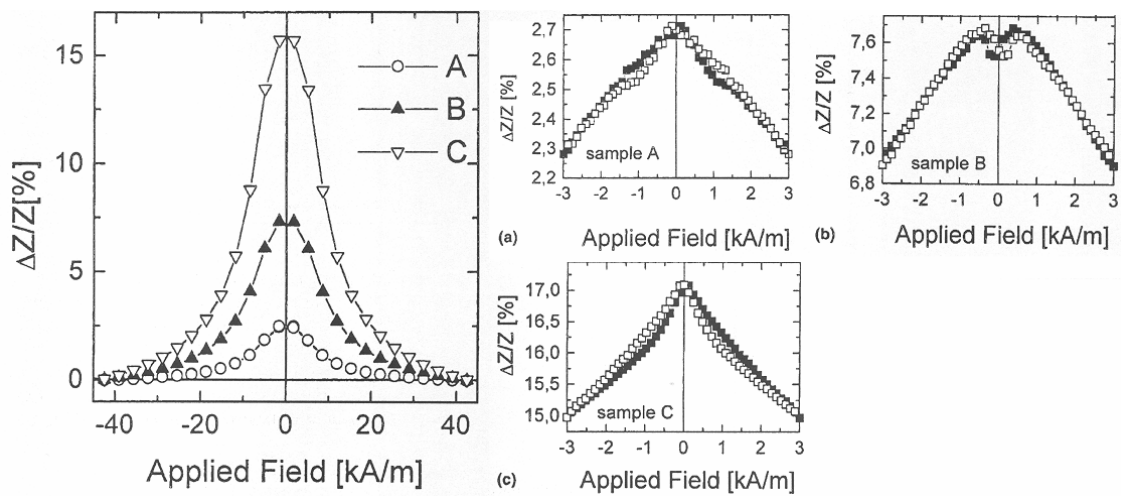 15
10
5
0
-40 -20 0 20 40
ΔZ/Z[%]
Applied Field [kA/m]
A
B
C
2,7
2,6
2,5
2,4
2,3
2,2
-3 -2 -1 0 1 2 3
ΔZ/Z [%]
sample A
(a)
Applied Field [kA/m]
7,6
7,4
7,2
7,0
6,8
-3 -2 -1 0 1 2 3
ΔZ/Z [%]
sample B
Applied Field [kA/m]
(b)
17,0
16,5
16,0
15,5
15,0
-3 -2 -1 0 1 2 3
ΔZ/Z [%]
sample C
(c)
Applied Field [kA/m]